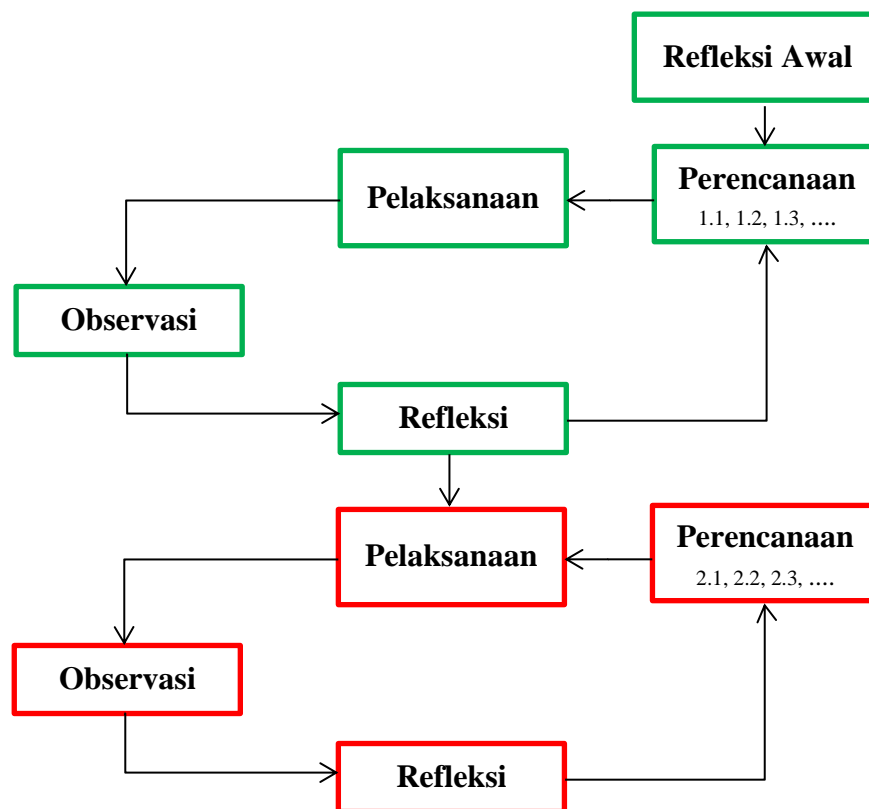 Refleksi Awal
Perencanaan
1.1, 1.2, 1.3, ....
Pelaksanaan
Observasi
Refleksi
Perencanaan
2.1, 2.2, 2.3, ....
Pelaksanaan
Observasi
Refleksi